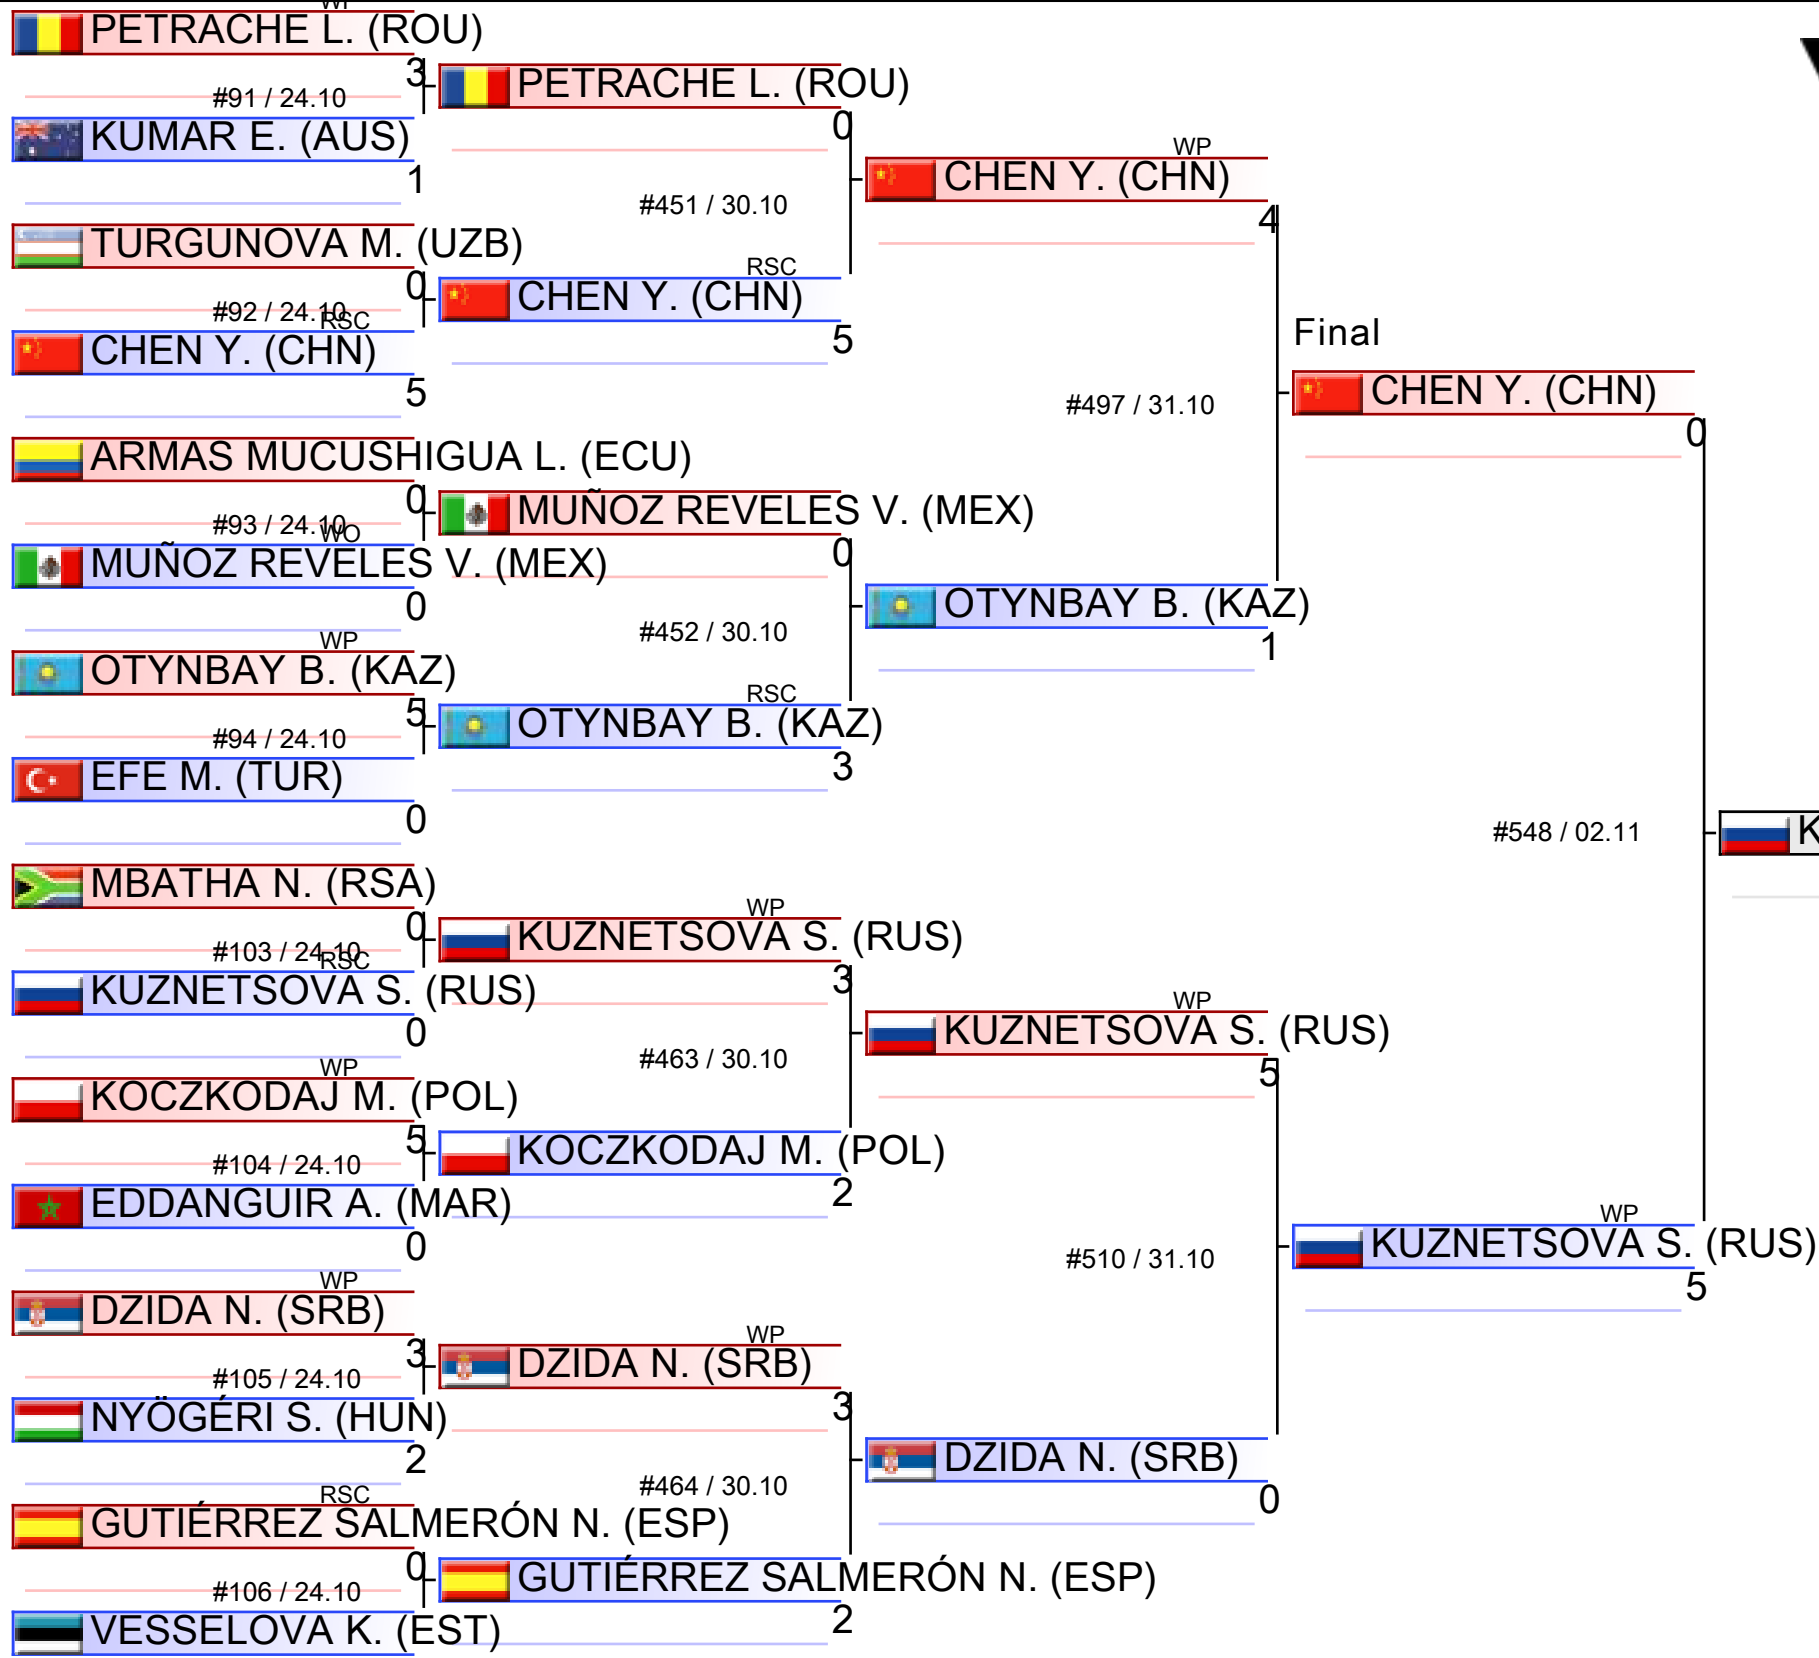 WP
PETRACHE L. (ROU)
3
#91 / 24.10
KUMAR E. (AUS)
1
TURGUNOVA M. (UZB)
0
#92 / 24.10
RSC
CHEN Y. (CHN)
5
ARMAS MUCUSHIGUA L. (ECU)
0
#93 / 24.10
WO
MUÑOZ REVELES V. (MEX)
0
WP
OTYNBAY B. (KAZ)
5
#94 / 24.10
EFE M. (TUR)
0
MBATHA N. (RSA)
0
#103 / 24.10
RSC
KUZNETSOVA S. (RUS)
0
WP
KOCZKODAJ M. (POL)
5
#104 / 24.10
EDDANGUIR A. (MAR)
0
WP
DZIDA N. (SRB)
3
#105 / 24.10
NYÖGÉRI S. (HUN)
2
RSC
GUTIÉRREZ SALMERÓN N. (ESP)
0
#106 / 24.10
VESSELOVA K. (EST)
PETRACHE L. (ROU)
0
#451 / 30.10
RSC
CHEN Y. (CHN)
5
MUÑOZ REVELES V. (MEX)
0
#452 / 30.10
RSC
OTYNBAY B. (KAZ)
3
WP
KUZNETSOVA S. (RUS)
3
#463 / 30.10
KOCZKODAJ M. (POL)
2
WP
DZIDA N. (SRB)
3
#464 / 30.10
GUTIÉRREZ SALMERÓN N. (ESP)
2
WP
CHEN Y. (CHN)
4
#497 / 31.10
OTYNBAY B. (KAZ)
1
WP
KUZNETSOVA S. (RUS)
5
#510 / 31.10
DZIDA N. (SRB)
0
Final
CHEN Y. (CHN)
0
#548 / 02.11
WP
KUZNETSOVA S. (RUS)
5
K